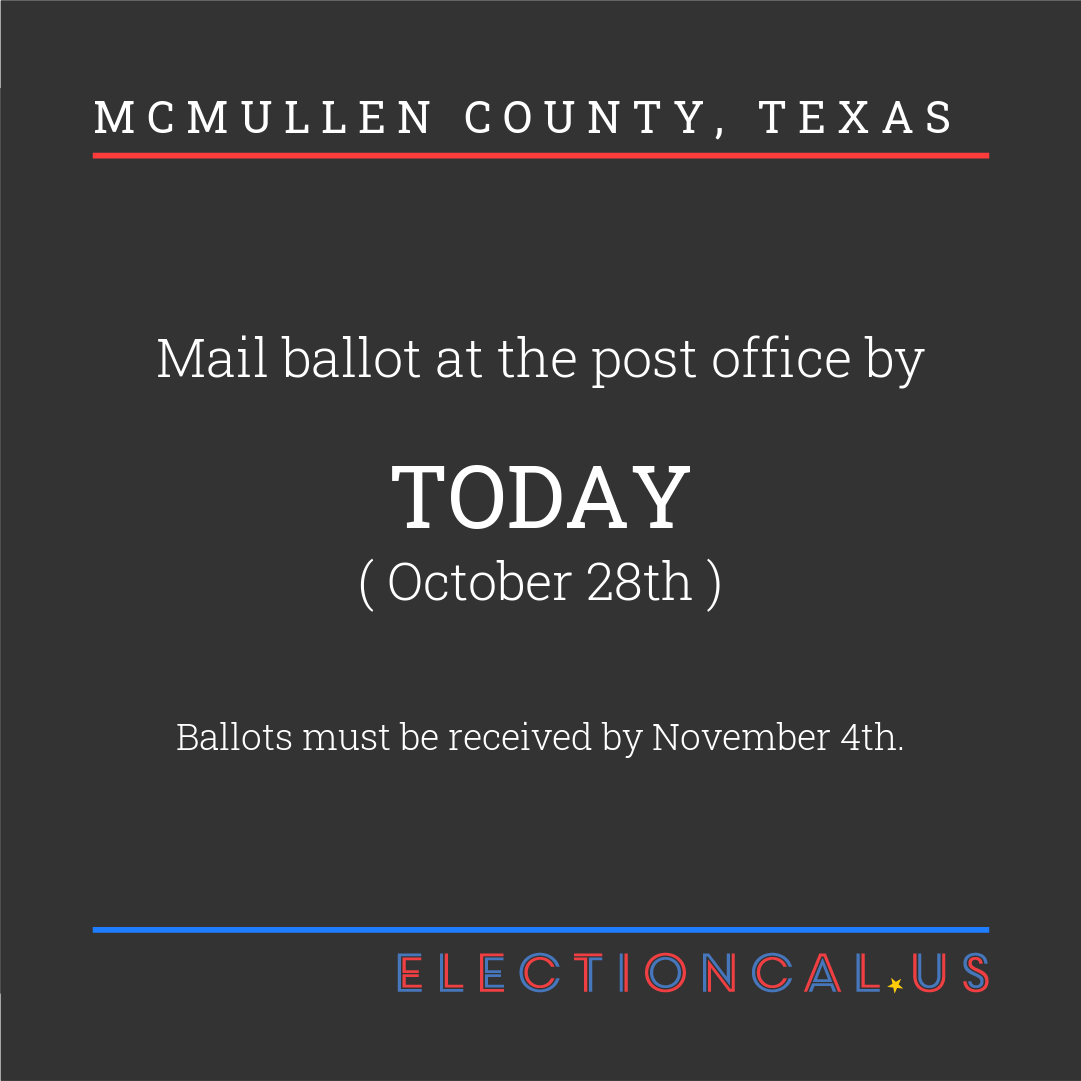 MCMULLEN COUNTY, TEXAS
Mail ballot at the post office by
TODAY
( October 28th )
Ballots must be received by November 4th.
ELECTIONCAL.US